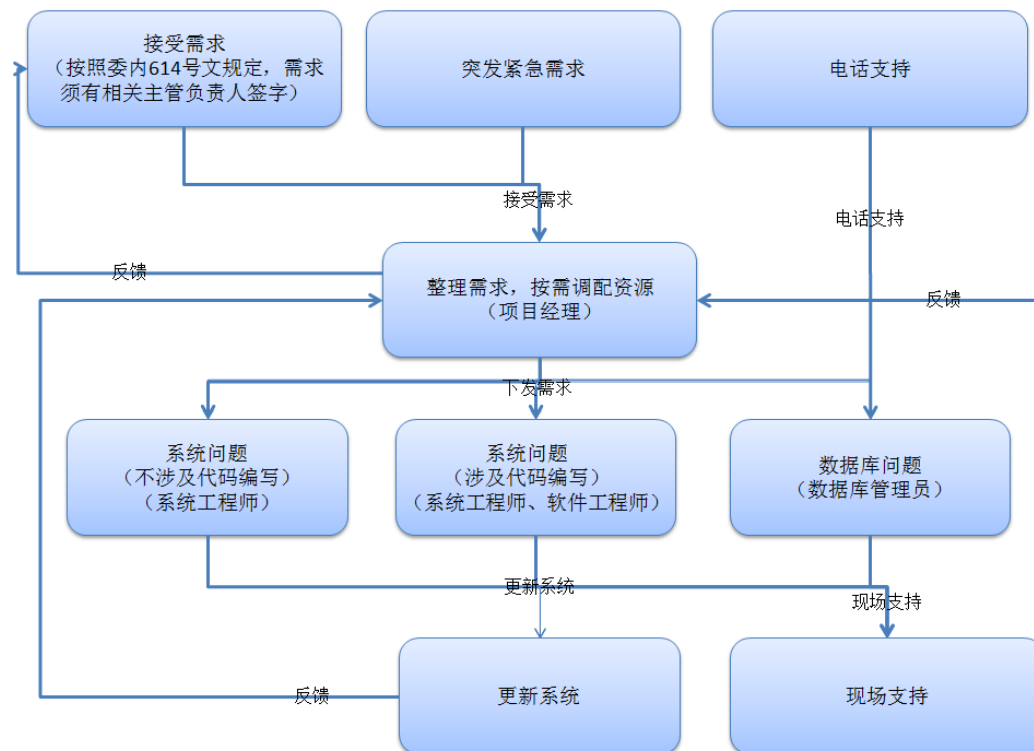 接受需求
（按照委内614号文规定，需求
须有相关主管负责人签字）
突发紧急需求
电话支持
接受需求
电话支持
反馈
整理需求，按需调配资源
（项目经理）
反馈
下发需求
系统问题
（不涉及代码编写）
（系统工程师）
系统问题
（涉及代码编写）
（系统工程师、软件工程师）
数据库问题
（数据库管理员）
更新系统
现场支持
反馈
更新系统
现场支持